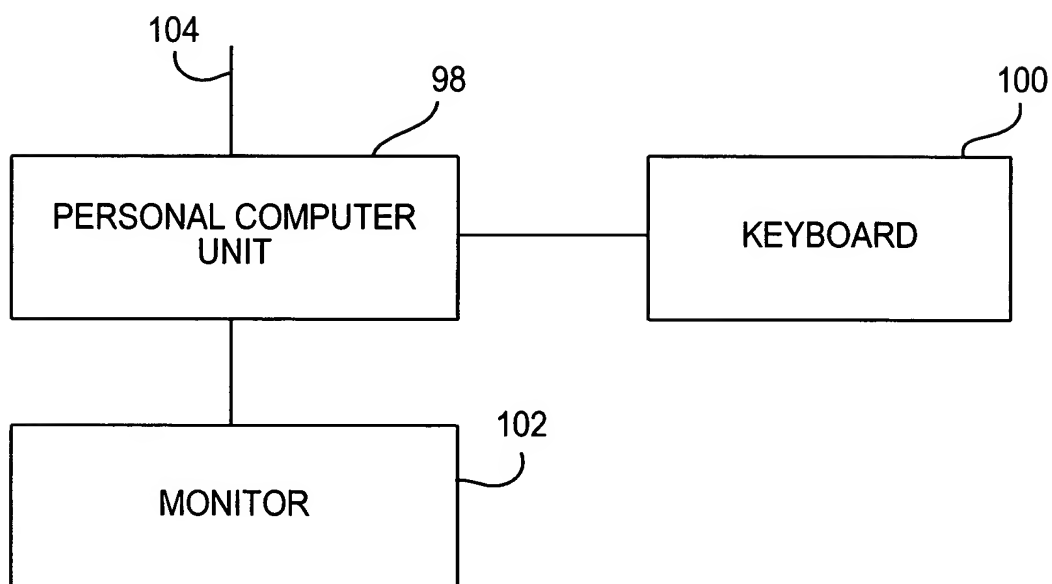 104
98
100
PERSONAL COMPUTER
UNIT
KEYBOARD
102
MONITOR